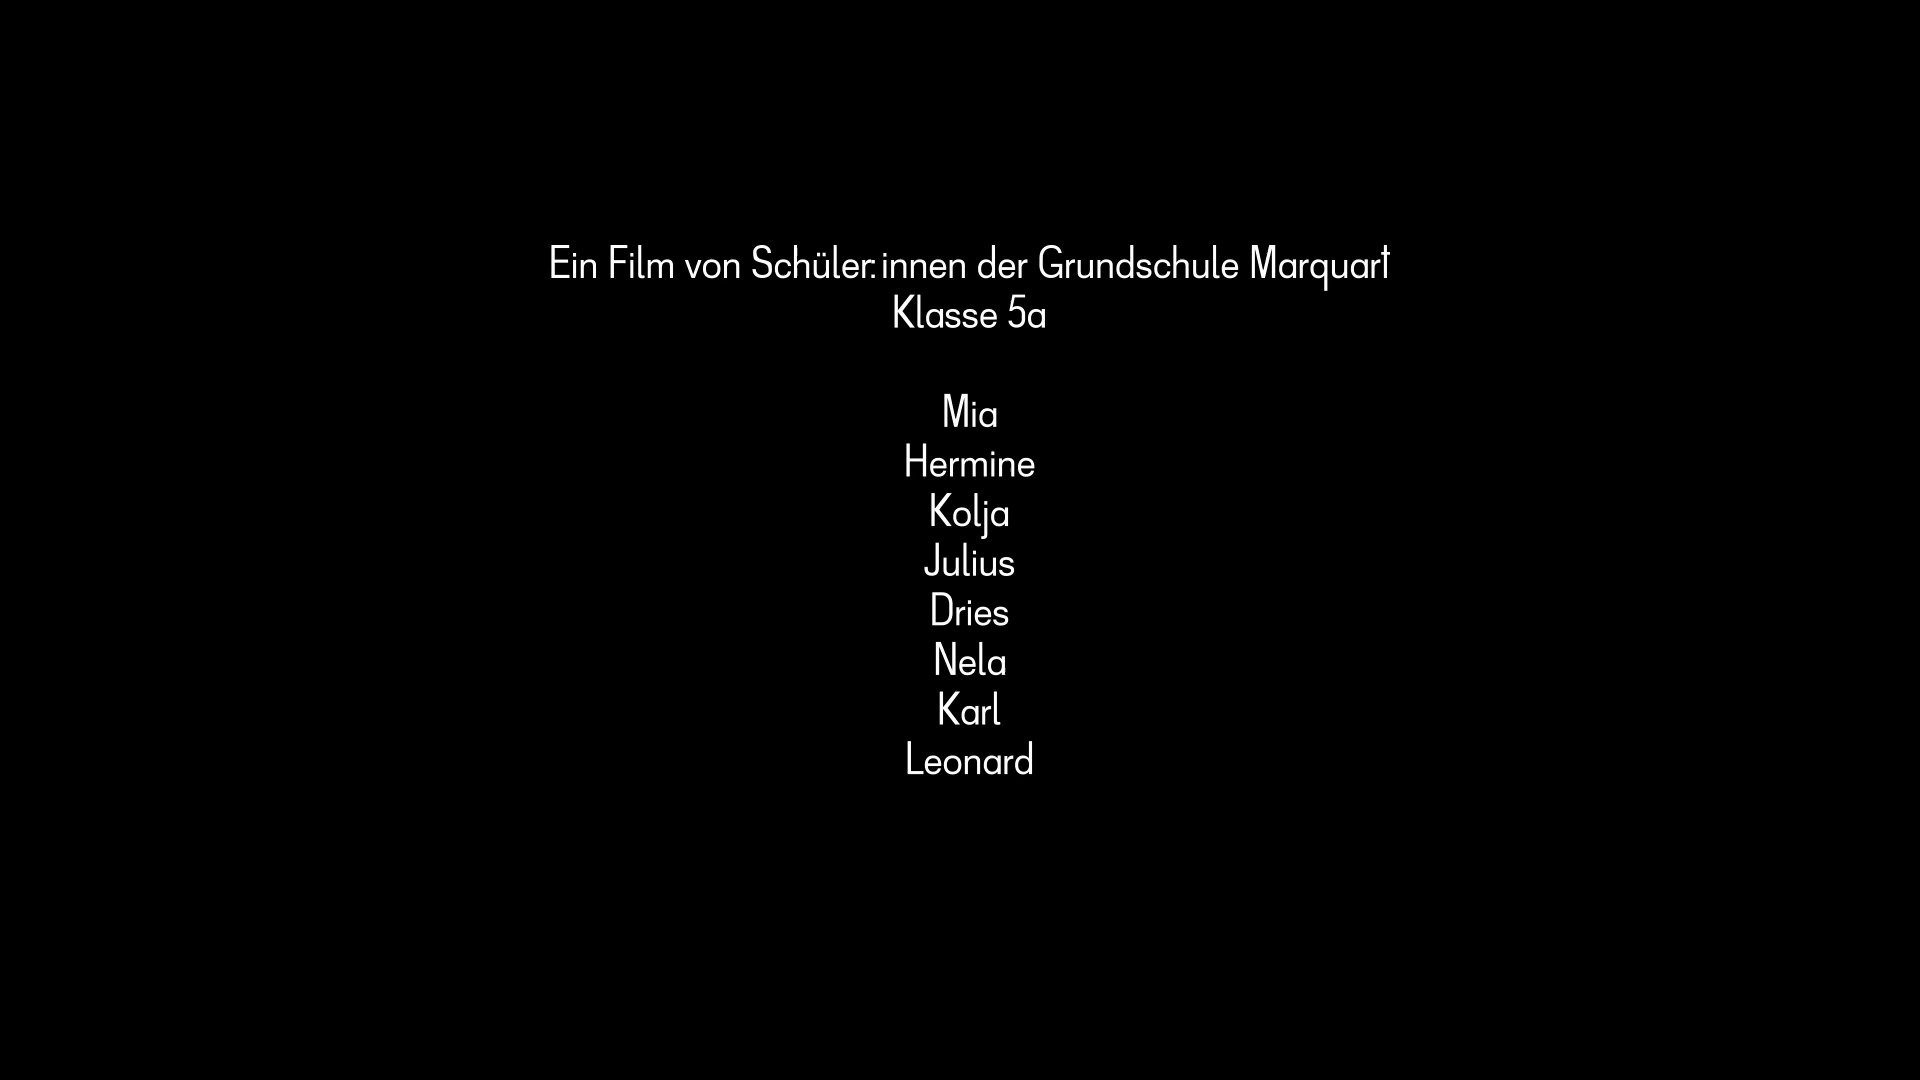 Ein Film von Schüler:innen der Grundschule Marquart
Klasse 5a
Mia
Hermine
Kolja
Julius
Dries
Nela
Karl
Leonard